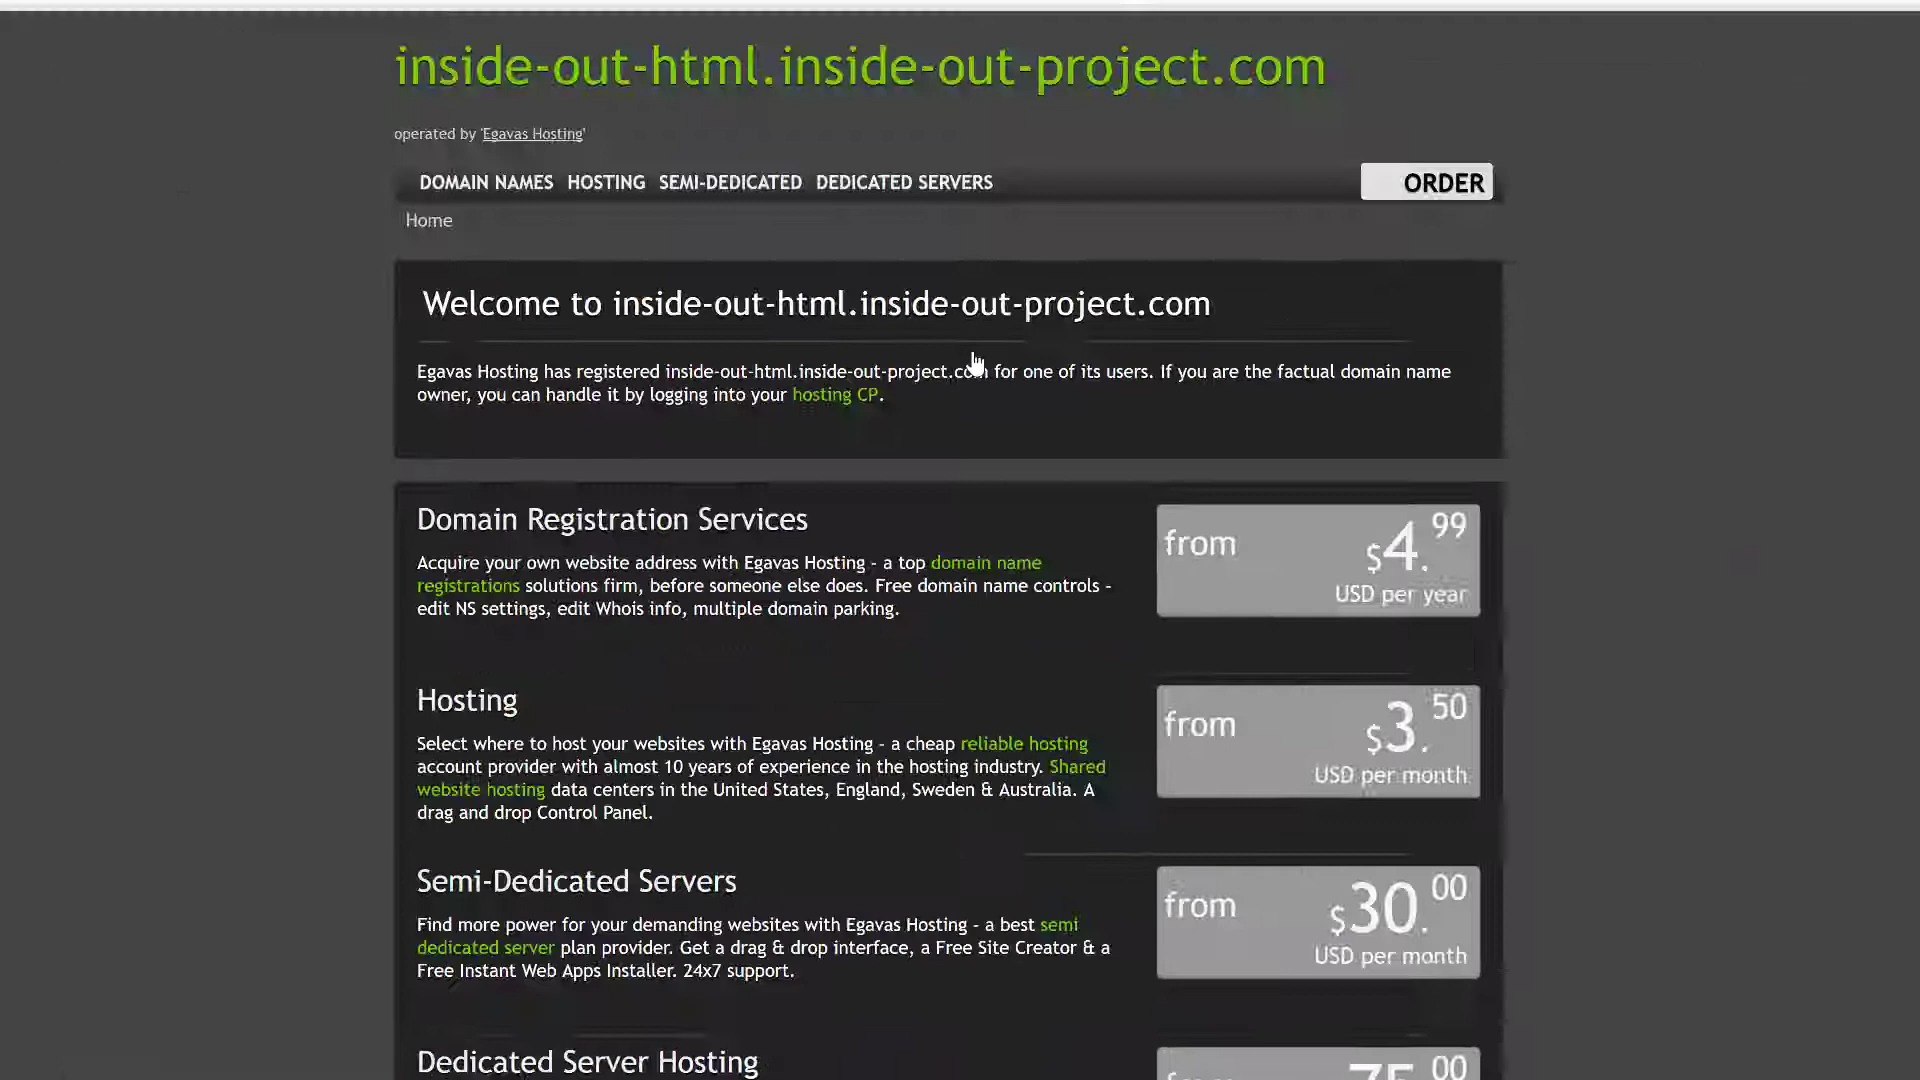 inside-out-html.inside-out-project.com
operated by 'Egavas Hosting'
DOMAIN NAMES HOSTING SEMI-DEDICATED DEDICATED SERVERS ORDER
Home
Welcome to inside-out-html.inside-out-project.com
Egavas Hosting has registered inside-out-html.inside-out-project.com for one of its users. If you are the factual domain name
owner, you can handle it by logging into your hosting CP.
Domain Registration Services
Acquire your own website address with Egavas Hosting - a top domain name
registrations solutions firm, before someone else does. Free domain name controls -
edit NS settings, edit Whois info, multiple domain parking.
from $4.99
USD per year
Hosting
Select where to host your websites with Egavas Hosting - a cheap reliable hosting
account provider with almost 10 years of experience in the hosting industry. Shared
website hosting data centers in the United States, England, Sweden & Australia. A
drag and drop Control Panel.
from $3.50
USD per month
Semi-Dedicated Servers
Find more power for your demanding websites with Egavas Hosting - a best semi
dedicated server plan provider. Get a drag & drop interface, a Free Site Creator & a
Free Instant Web Apps Installer. 24x7 support.
from $30.00
USD per month
Dedicated Server Hosting
from 75 00